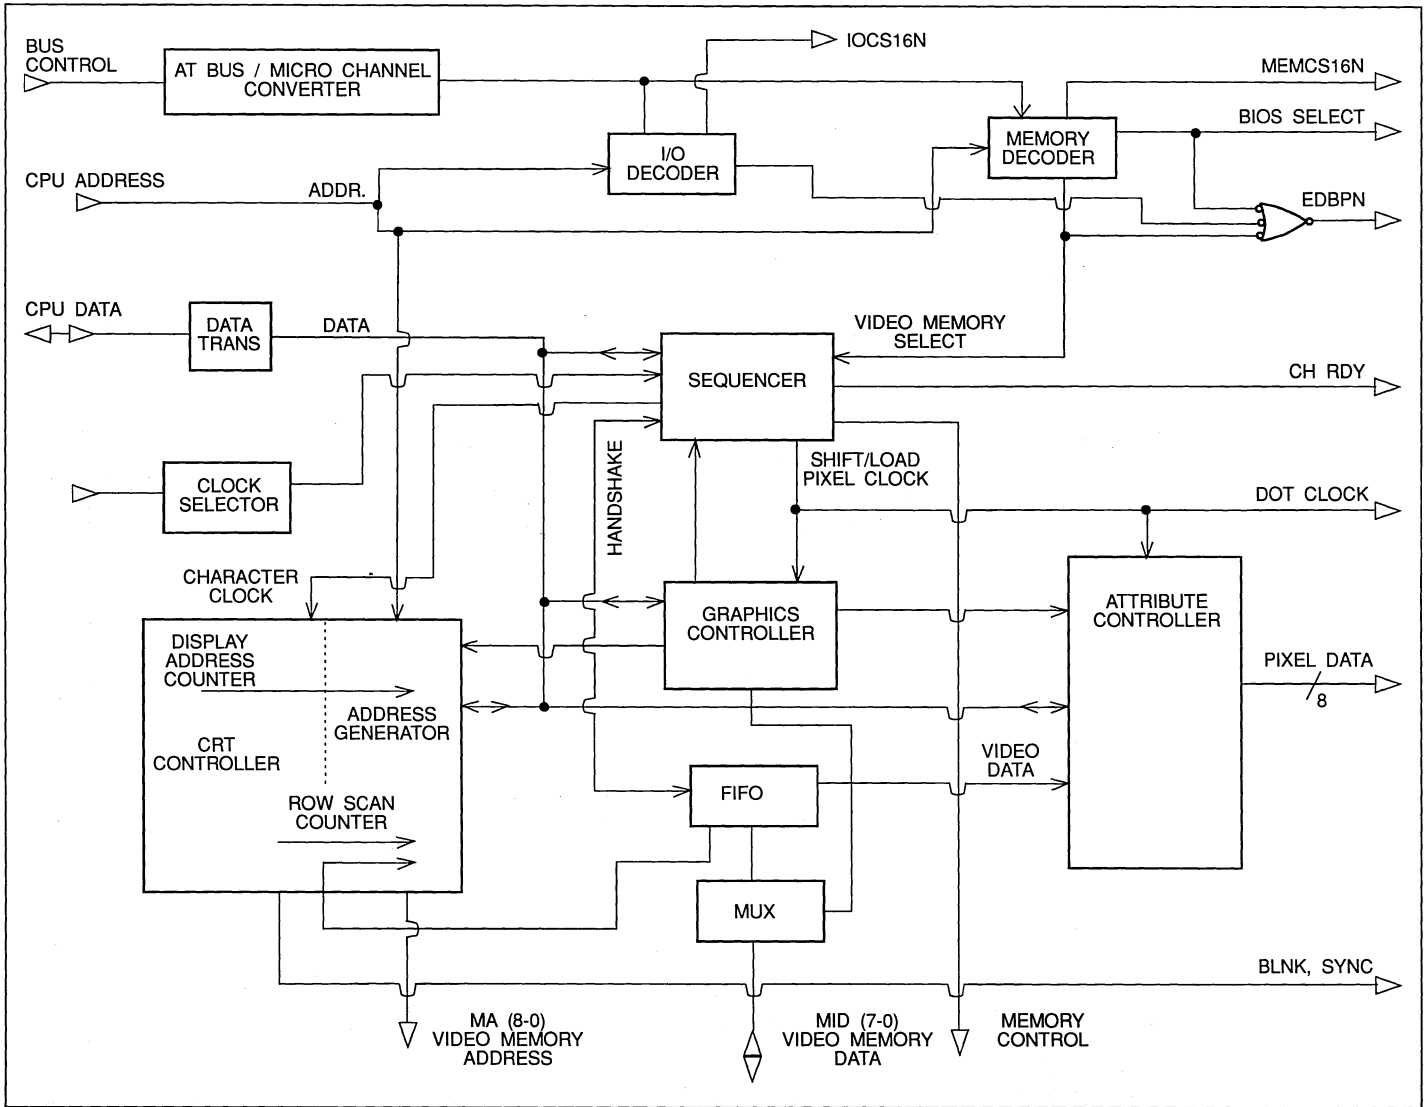 BUS
CONTROL
AT BUS / MICRO CHANNEL
CONVERTER
IOCS16N
MEMCS16N
BIOS SELECT
MEMORY
DECODER
I/O
DECODER
CPU ADDRESS
ADDR.
EDBPN
CPU DATA
DATA
TRANS
DATA
VIDEO MEMORY
SELECT
SEQUENCER
CH RDY
HANDSHAKE
SHIFT/LOAD
PIXEL CLOCK
CLOCK
SELECTOR
DOT CLOCK
CHARACTER
CLOCK
GRAPHICS
CONTROLLER
ATTRIBUTE
CONTROLLER
DISPLAY
ADDRESS
COUNTER
ADDRESS
GENERATOR
CRT
CONTROLLER
ROW SCAN
COUNTER
PIXEL DATA
8
VIDEO
DATA
FIFO
MUX
BLNK, SYNC
MA (8-0)
VIDEO MEMORY
ADDRESS
MID (7-0)
VIDEO MEMORY
DATA
MEMORY
CONTROL